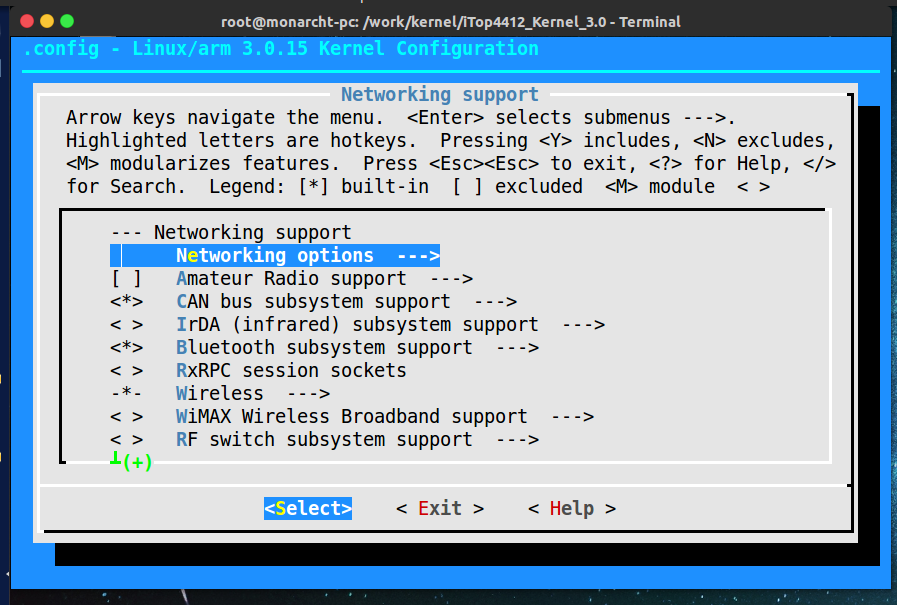 root@monarcht-pc: /work/kernel/iTop4412_Kernel_3.0 - Terminal
.config - Linux/arm 3.0.15 Kernel Configuration
Networking support
Arrow keys navigate the menu.  <Enter> selects submenus --->.
Highlighted letters are hotkeys.  Pressing <Y> includes, <N> excludes,
<M> modularizes features.  Press <Esc><Esc> to exit, <?> for Help, </>
for Search.  Legend: [*] built-in  [ ] excluded  <M> module  < >
--- Networking support
Networking options  --->
[ ]   Amateur Radio support  --->
<*>   CAN bus subsystem support  --->
< >   IrDA (infrared) subsystem support  --->
<*>   Bluetooth subsystem support  --->
< >   RxRPC session sockets
-*-   Wireless  --->
< >   WiMAX Wireless Broadband support  --->
< >   RF switch subsystem support  --->
┴(+)
<Select>    < Exit >    < Help >